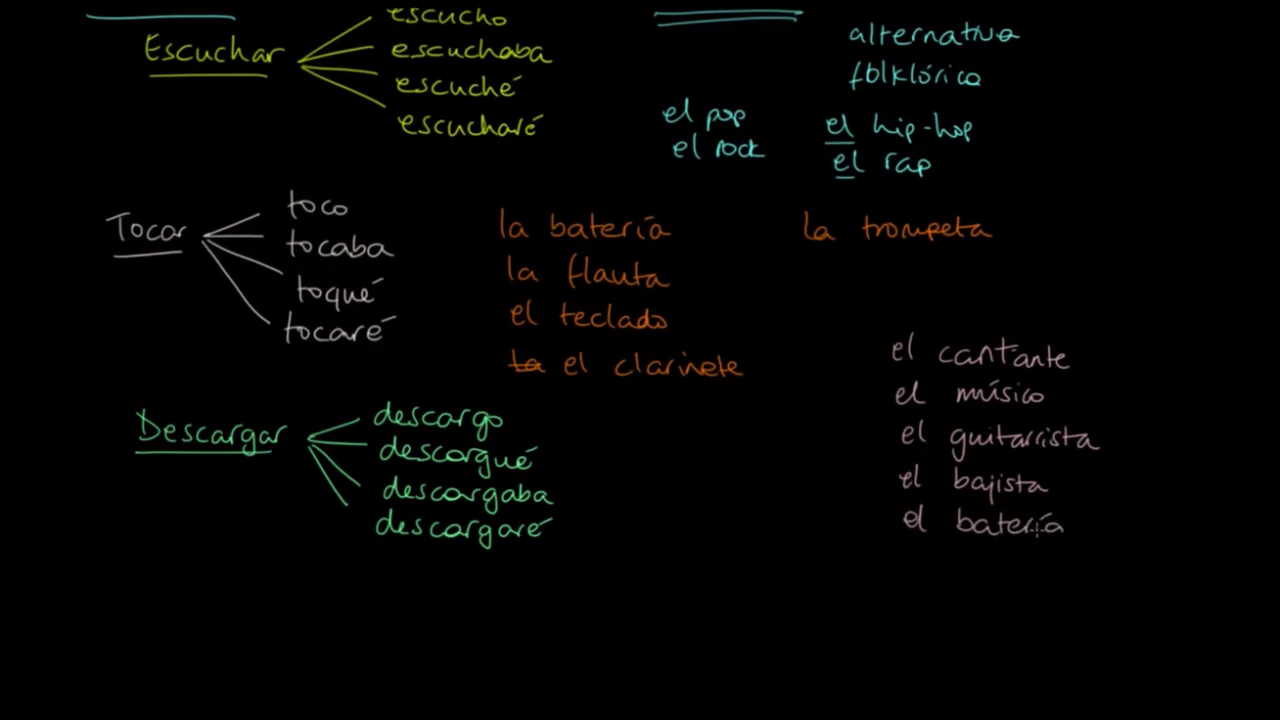 Escuchar
escucho
escuchaba
escuché
escucharé
alternativo
folklórico
el pop
el rock
el hip-hop
el rap
Tocar
toco
tocaba
toqué
tocaré
la batería
la flauta
el teclado
la el clarinete
la trompeta
Descargar
descargo
descargué
descargaba
descargaré
el cantante
el músico
el guitarrista
el bajista
el batería